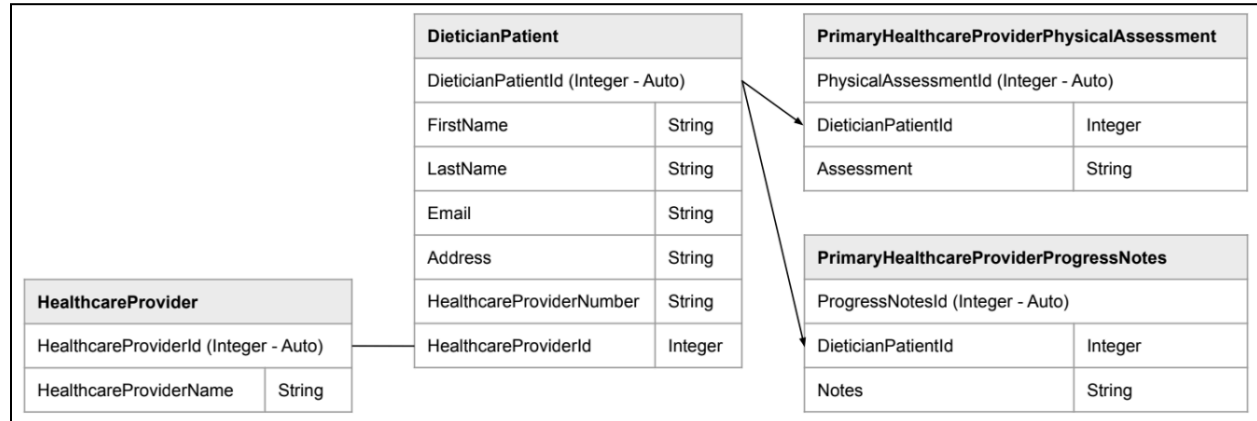 HealthcareProvider
HealthcareProviderId (Integer - Auto)
HealthcareProviderName String
DieticianPatient
DieticianPatientId (Integer - Auto)
FirstName String
LastName String
Email String
Address String
HealthcareProviderNumber String
HealthcareProviderId Integer
PrimaryHealthcareProviderPhysicalAssessment
PhysicalAssessmentId (Integer - Auto)
DieticianPatientId Integer
Assessment String
PrimaryHealthcareProviderProgressNotes
ProgressNotesId (Integer - Auto)
DieticianPatientId Integer
Notes String